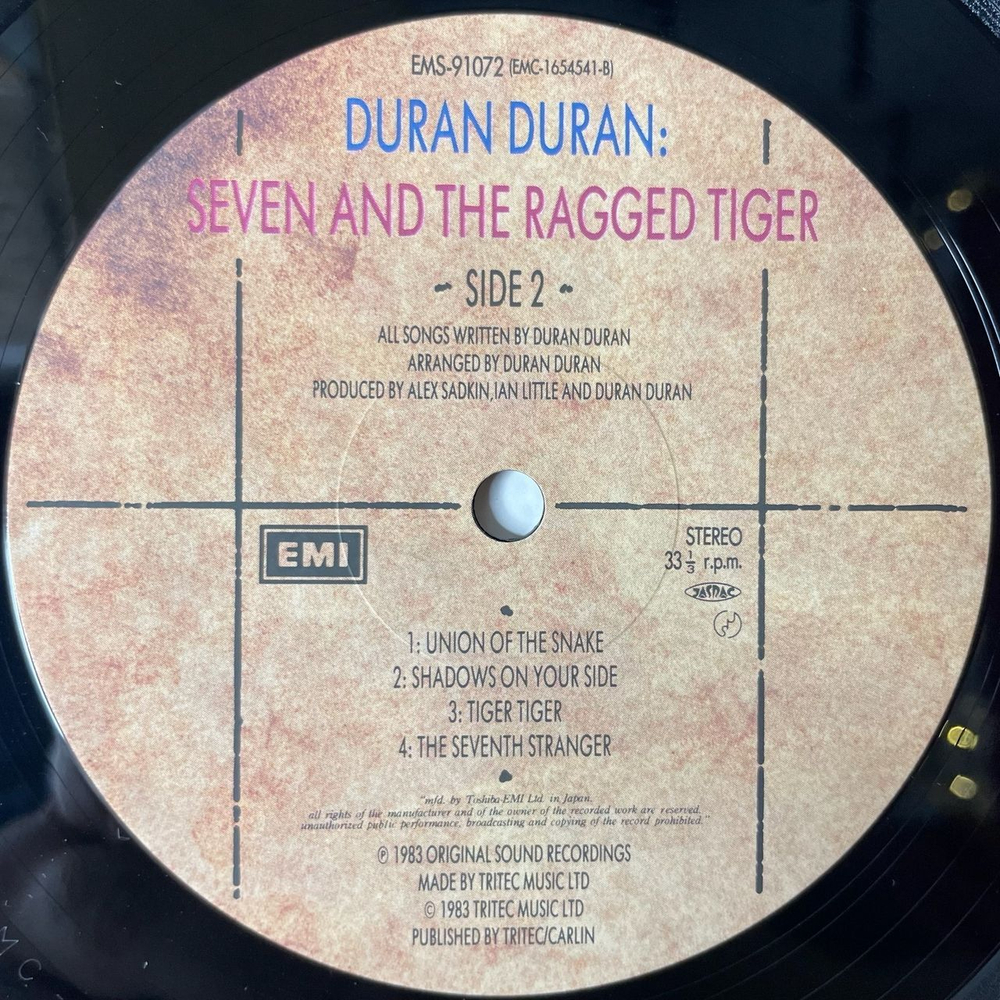 EMS-91072 (EMC-1654541-B)
DURAN DURAN:
SEVEN AND THE RAGGED TIGER
- SIDE 2 -
ALL SONGS WRITTEN BY DURAN DURAN
ARRANGED BY DURAN DURAN
PRODUCED BY ALEX SADKIN,IAN LITTLE AND DURAN DURAN
EMI
STEREO
33 1/3 r.p.m.
JASRAC
1: UNION OF THE SNAKE
2: SHADOWS ON YOUR SIDE
3: TIGER TIGER
4: THE SEVENTH STRANGER
"mfd. by Toshiba-EMI Ltd. in Japan.
all rights of the manufacturer and of the owner of the recorded work are reserved.
unauthorized public performance, broadcasting and copying of the record prohibited."
℗ 1983 ORIGINAL SOUND RECORDINGS
MADE BY TRITEC MUSIC LTD
© 1983 TRITEC MUSIC LTD
PUBLISHED BY TRITEC/CARLIN